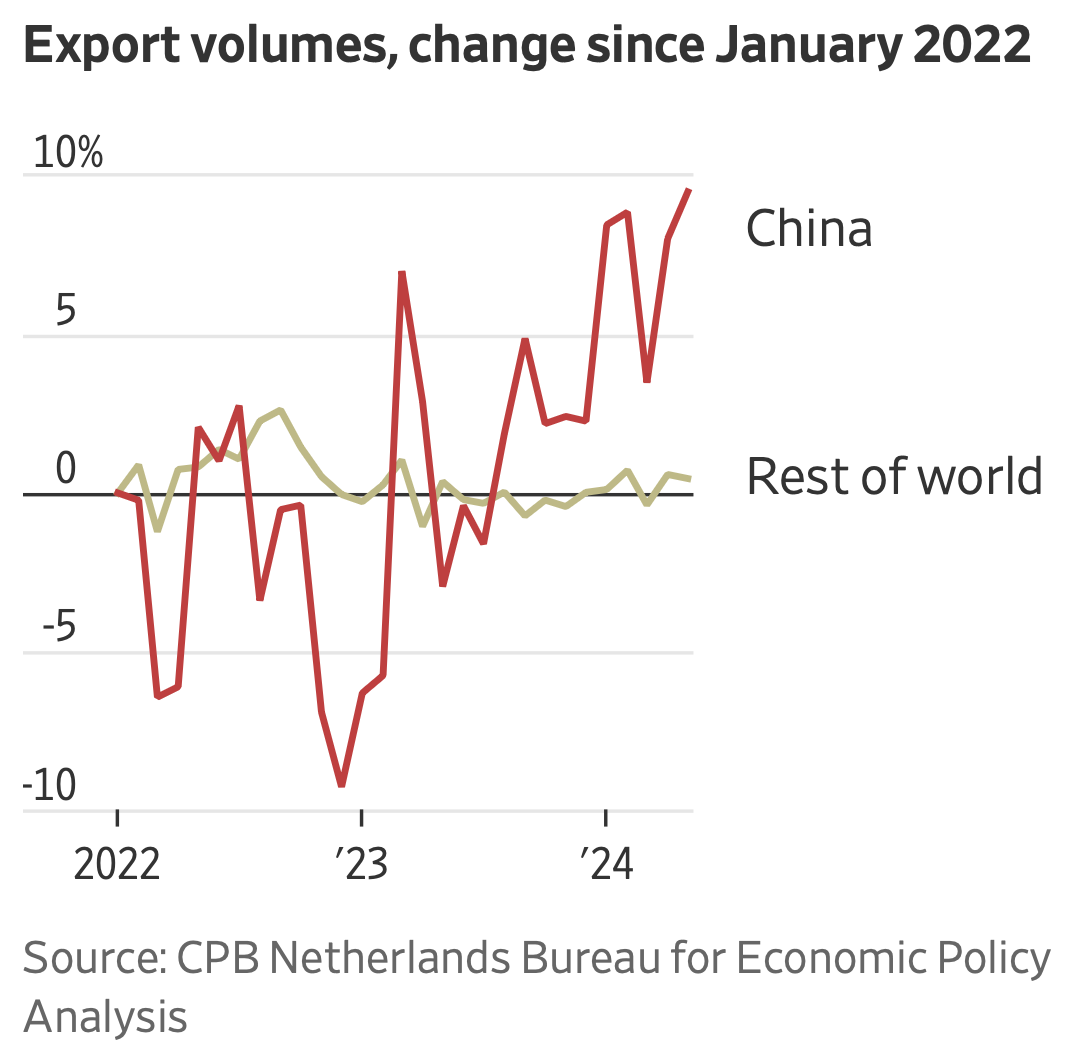 Export volumes, change since January 2022
10%
China
5
0
Rest of world
-5
-10
2022 ’23 ’24
Source: CPB Netherlands Bureau for Economic Policy
Analysis